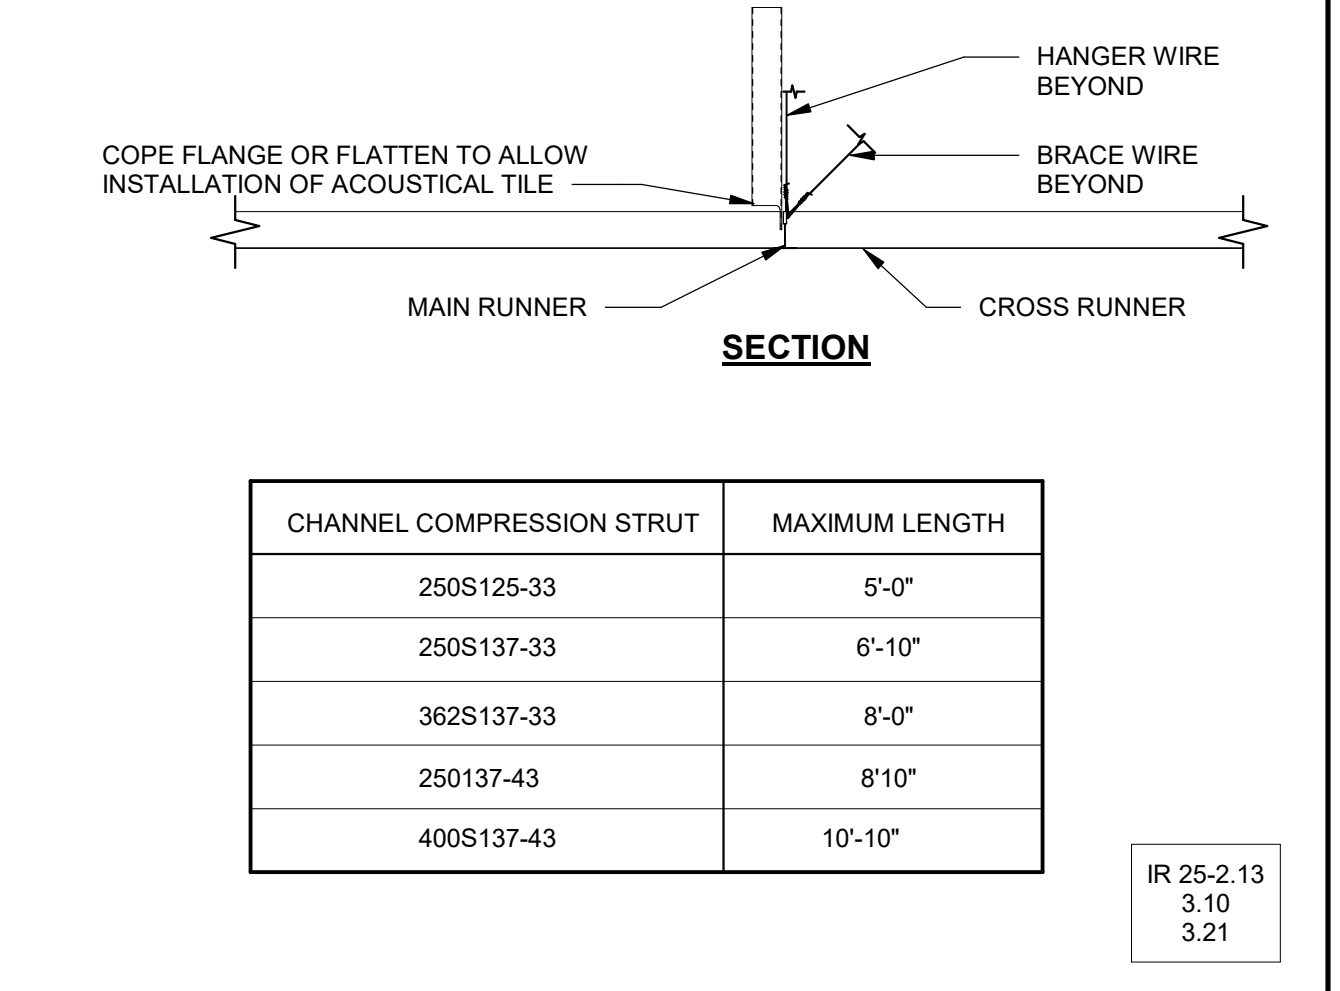 HANGER WIRE
BEYOND
COPE FLANGE OR FLATTEN TO ALLOW
INSTALLATION OF ACOUSTICAL TILE
BRACE WIRE
BEYOND
MAIN RUNNER
CROSS RUNNER
SECTION
CHANNEL COMPRESSION STRUT MAXIMUM LENGTH
250S125-33 5'-0"
250S137-33 6'-10"
362S137-33 8'-0"
250137-43 8'10"
400S137-43 10'-10"
IR 25-2.13
3.10
3.21